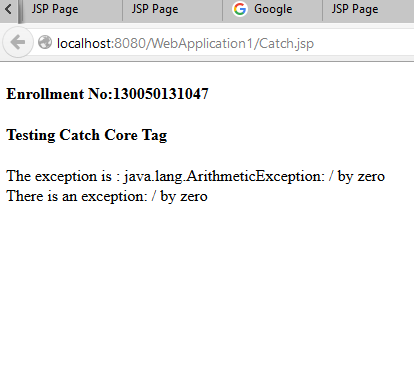 JSP Page JSP Page Google JSP Page
localhost:8080/WebApplication1/Catch.jsp
Enrollment No:130050131047
Testing Catch Core Tag
The exception is : java.lang.ArithmeticException: / by zero
There is an exception: / by zero